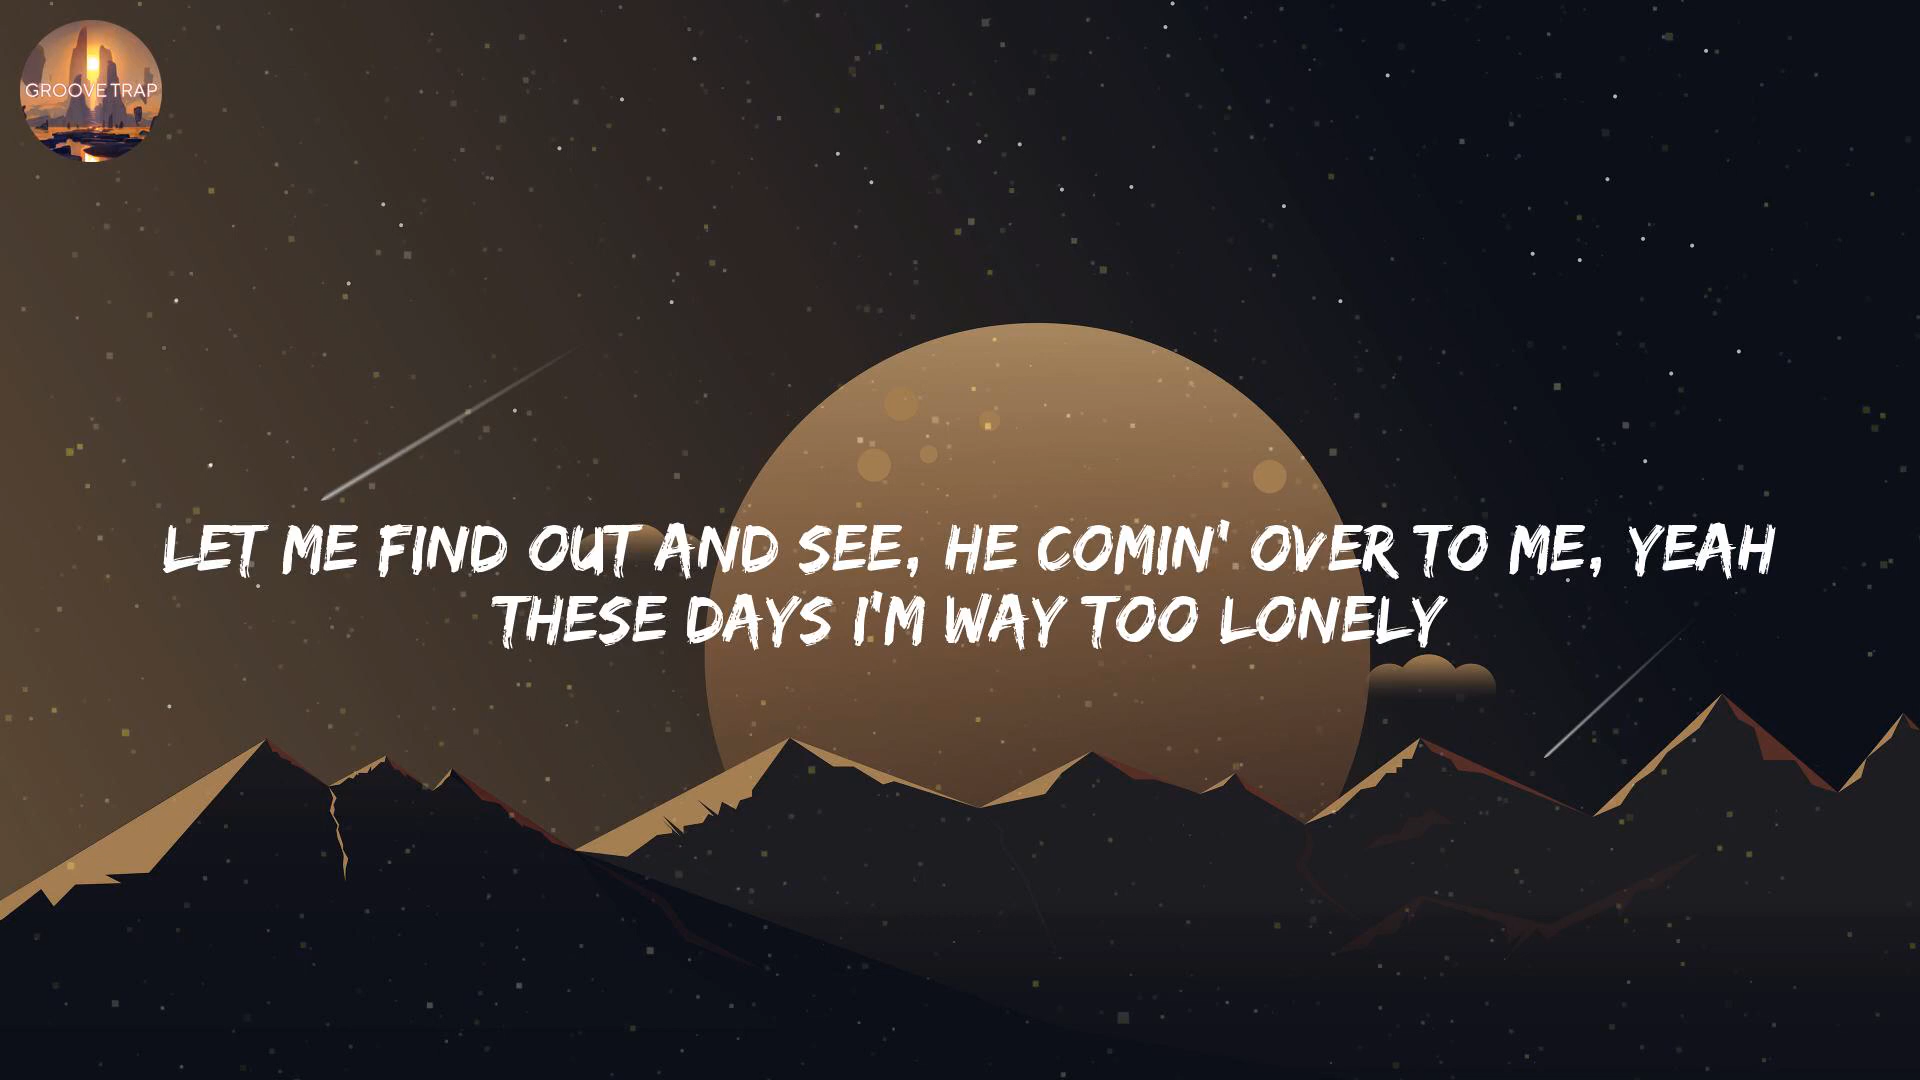 GROOVE TRAP
LET ME FIND OUT AND SEE, HE COMIN' OVER TO ME, YEAH
THESE DAYS I'M WAY TOO LONELY